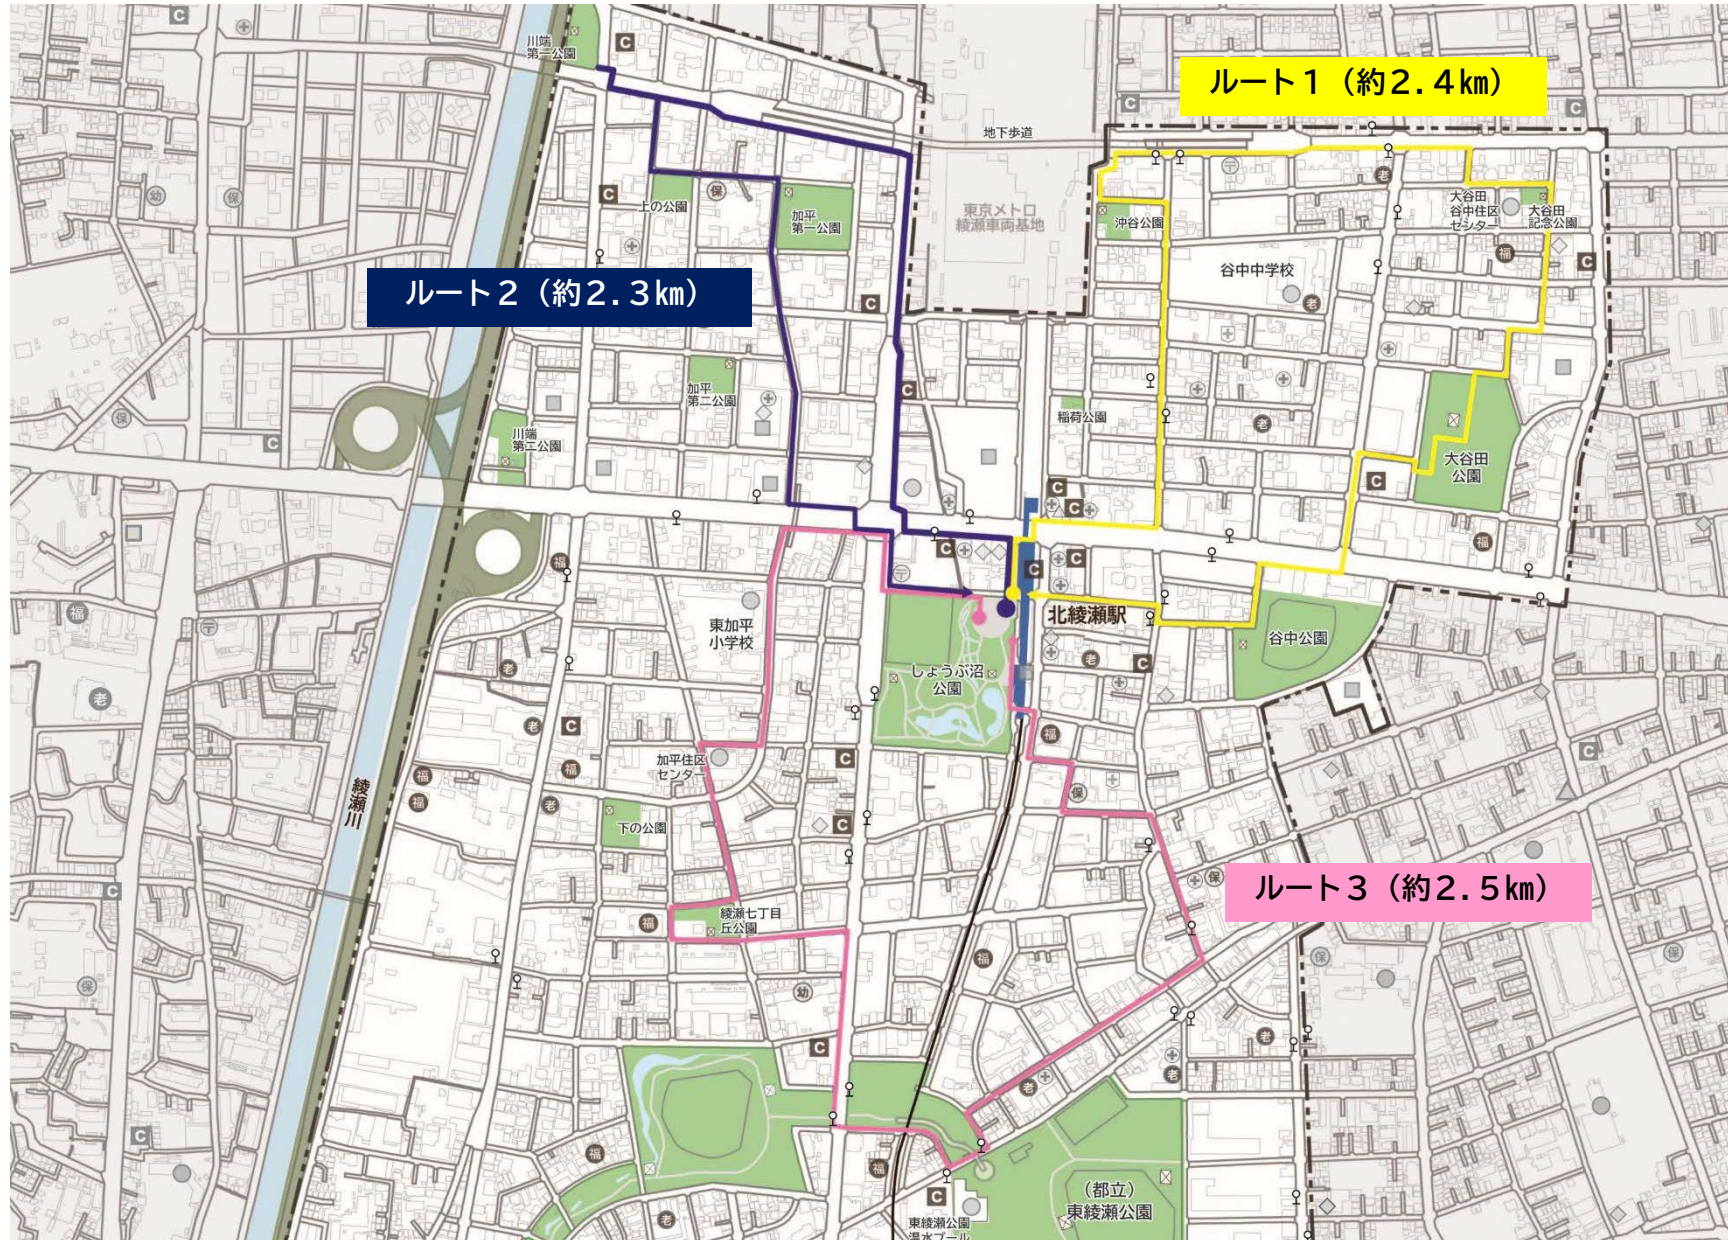 川端
第一公園
ルート1（約2.4㎞）
地下歩道
上の公園
加平
第一公園
東京メトロ
綾瀬車両基地
沖谷公園
大谷田
谷中住区
センター
大谷田
記念公園
谷中中学校
ルート2（約2.3㎞）
加平
第二公園
川端
第二公園
稲荷公園
大谷田
公園
北綾瀬駅
東加平
小学校
谷中公園
しょうぶ沼
公園
加平住区
センター
綾瀬川
下の公園
ルート3（約2.5㎞）
綾瀬七丁目
丘公園
（都立）
東綾瀬公園
東綾瀬公園
温水プール